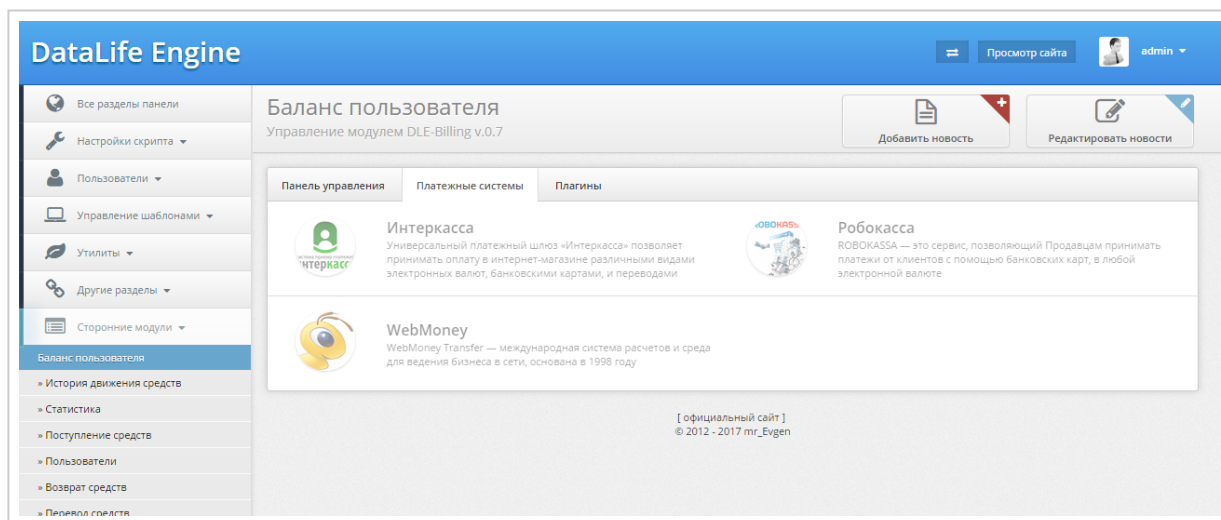 DataLife Engine
Просмотр сайта
admin
Все разделы панели
Настройки скрипта
Пользователи
Управление шаблонами
Утилиты
Другие разделы
Сторонние модули
Баланс пользователя
» История движения средств
» Статистика
» Поступление средств
» Пользователи
» Возврат средств
» Перевод средств
Баланс пользователя
Управление модулем DLE-Billing v.0.7
Добавить новость
Редактировать новости
Панель управления
Платежные системы
Плагины
Интеркасса
Универсальный платежный шлюз «Интеркасса» позволяет
принимать оплату в интернет-магазине различными видами
электронных валют, банковскими картами, и переводами
Робокасса
ROBOKASSA — это сервис, позволяющий Продавцам принимать
платежи от клиентов с помощью банковских карт, в любой
электронной валюте
WebMoney
WebMoney Transfer — международная система расчетов и среда
для ведения бизнеса в сети, основана в 1998 году
[ официальный сайт ]
© 2012 - 2017 mr_Evgen